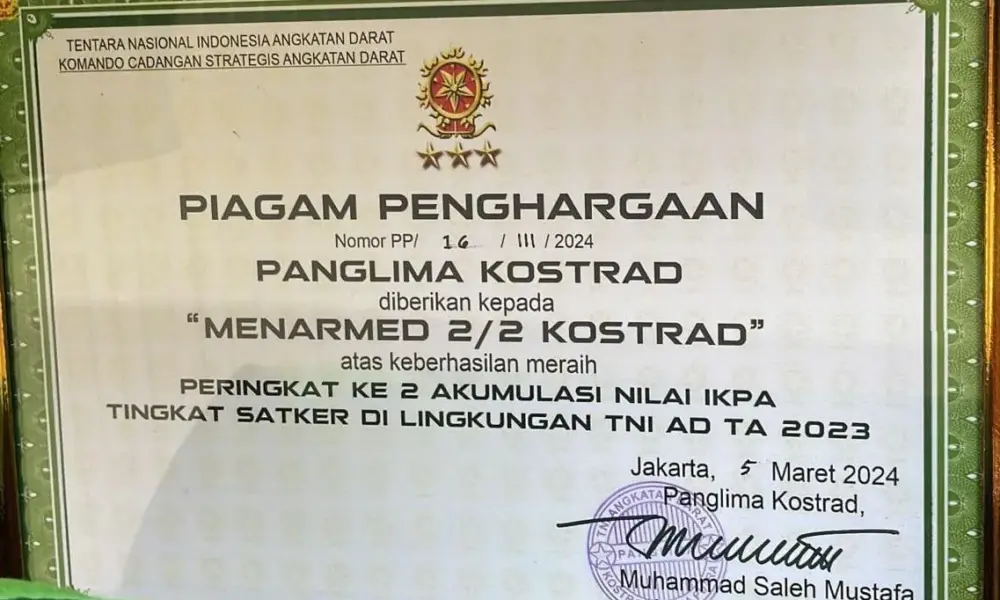 TENTARA NASIONAL INDONESIA ANGKATAN DARAT
KOMANDO CADANGAN STRATEGIS ANGKATAN DARAT
PIAGAM PENGHARGAAN
Nomor PP/ 16 / III / 2024
PANGLIMA KOSTRAD
diberikan kepada
“MENARMED 2/2 KOSTRAD”
atas keberhasilan meraih
PERINGKAT KE 2 AKUMULASI NILAI IKPA
TINGKAT SATKER DI LINGKUNGAN TNI AD TA 2023
Jakarta, 5 Maret 2024
Panglima Kostrad,
Muhammad Saleh Mustafa